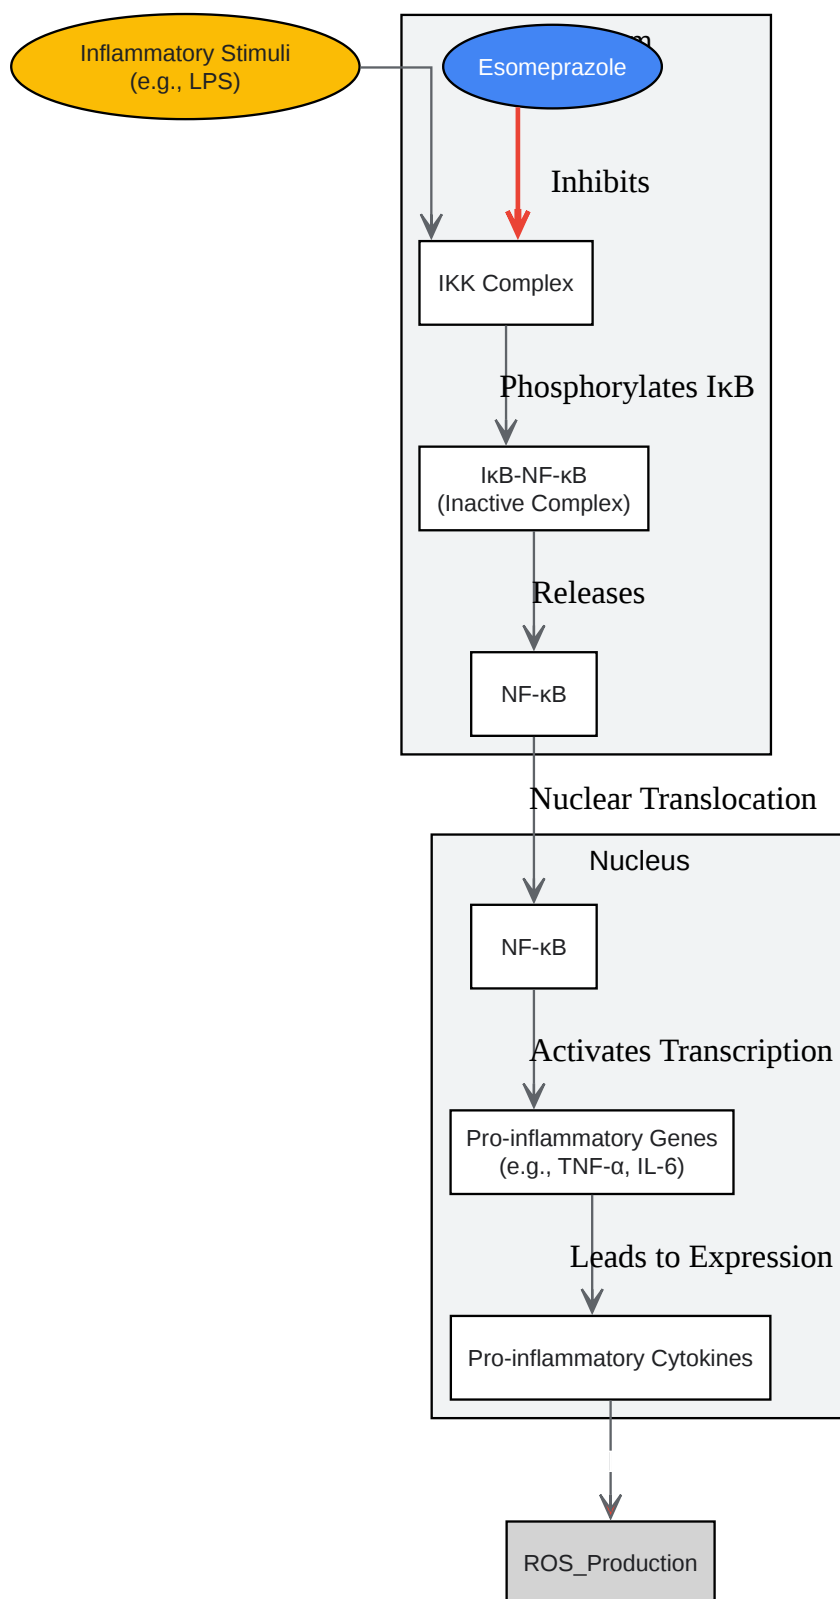 Inflammatory Stimuli
(e.g., LPS)
Esomeprazole
Inhibits
IKK Complex
Phosphorylates IκB
IκB-NF-κB
(Inactive Complex)
Releases
NF-κB
Nuclear Translocation
Nucleus
NF-κB
Activates Transcription
Pro-inflammatory Genes
(e.g., TNF-α, IL-6)
Leads to Expression
Pro-inflammatory Cytokines
ROS_Production